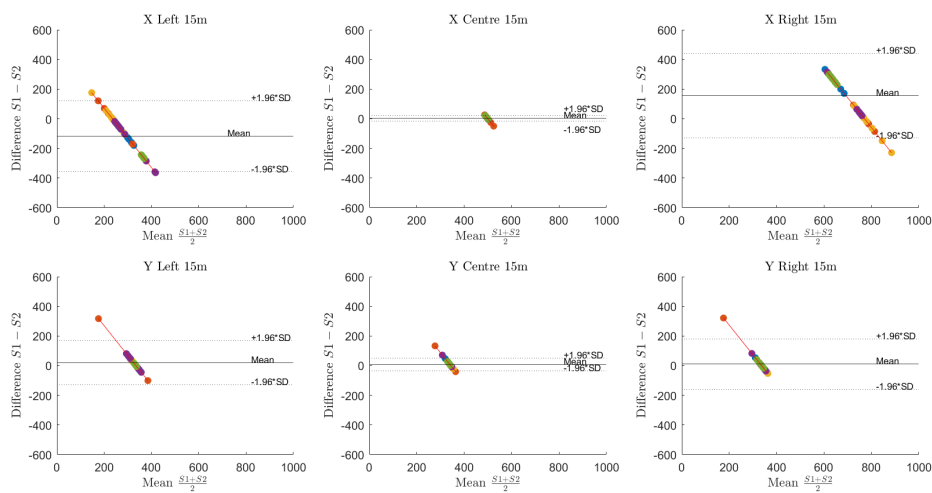 X Left 15m
600
400
200
0
-200
-400
-600
Difference S1 − S2
+1.96*SD
Mean
-1.96*SD
0 200 400 600 800 1000
Mean \frac{S1+S2}{2}
X Centre 15m
600
400
200
0
-200
-400
-600
Difference S1 − S2
+1.96*SD
Mean
-1.96*SD
0 200 400 600 800 1000
Mean \frac{S1+S2}{2}
X Right 15m
600
400
200
0
-200
-400
-600
Difference S1 − S2
+1.96*SD
Mean
-1.96*SD
0 200 400 600 800 1000
Mean \frac{S1+S2}{2}
Y Left 15m
600
400
200
0
-200
-400
-600
Difference S1 − S2
+1.96*SD
Mean
-1.96*SD
0 200 400 600 800 1000
Mean \frac{S1+S2}{2}
Y Centre 15m
600
400
200
0
-200
-400
-600
Difference S1 − S2
+1.96*SD
Mean
-1.96*SD
0 200 400 600 800 1000
Mean \frac{S1+S2}{2}
Y Right 15m
600
400
200
0
-200
-400
-600
Difference S1 − S2
+1.96*SD
Mean
-1.96*SD
0 200 400 600 800 1000
Mean \frac{S1+S2}{2}